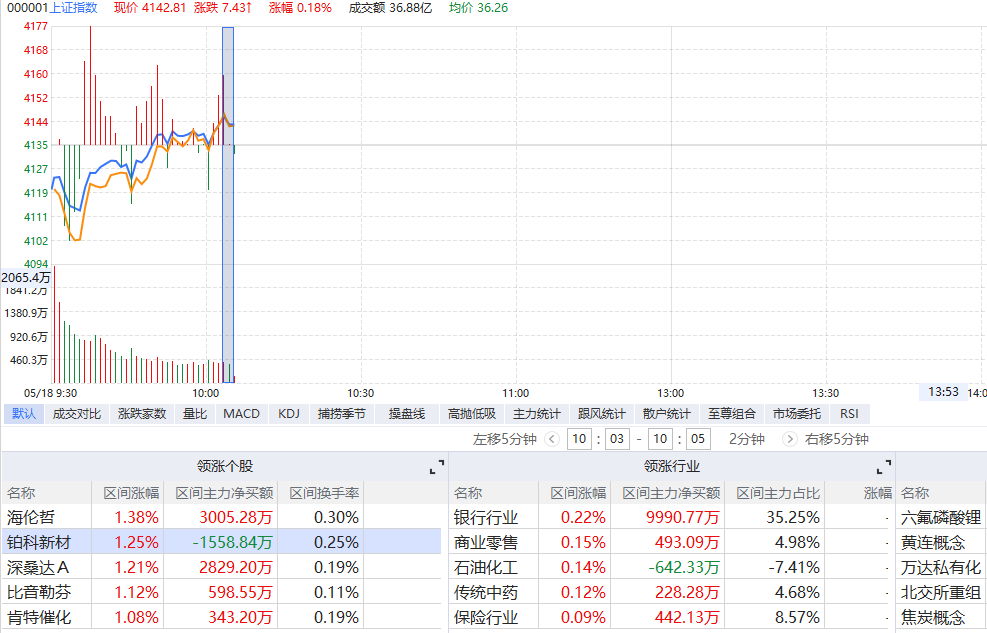 000001上证指数 现价 4142.81 涨跌 7.43↑ 涨幅 0.18% 成交额 36.88亿 均价 36.26
4177
4168
4160
4152
4144
4135
4127
4119
4111
4102
4094
2065.4万
1841.2万
1380.9万
920.6万
460.3万
05/18 9:30 10:00 10:30 11:00 13:00 13:30 13:53 14:0
默认 成交对比 涨跌家数 量比 MACD KDJ 捕捞季节 操盘线 高抛低吸 主力统计 跟风统计 散户统计 至尊组合 市场委托 RSI
左移5分钟 < 10 : 03 - 10 : 05 2分钟 > 右移5分钟
领涨个股 领涨行业
名称 区间涨幅 区间主力净买额 区间换手率 名称 区间涨幅 区间主力净买额 区间主力占比 涨幅 名称
海伦哲 1.38% 3005.28万 0.30% 银行行业 0.22% 9990.77万 35.25% - 六氟磷酸锂
铂科新材 1.25% -1558.84万 0.25% 商业零售 0.15% 493.09万 4.98% - 黄连概念
深桑达Ａ 1.21% 2829.20万 0.19% 石油化工 0.14% -642.33万 -7.41% - 万达私有化
比音勒芬 1.12% 598.55万 0.11% 传统中药 0.12% 228.28万 4.68% - 北交所重组
肯特催化 1.08% 343.20万 0.19% 保险行业 0.09% 442.13万 8.57% - 焦炭概念